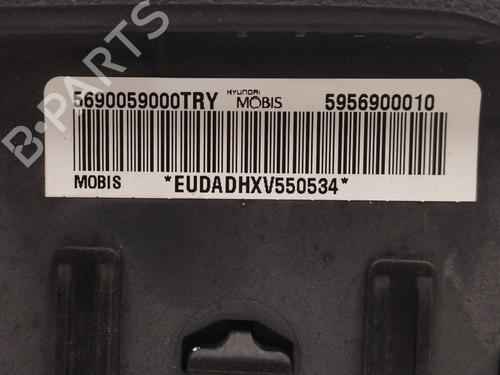 5690059000TRY HYUNDAI MOBIS 5956900010
MOBIS *EUDADHXV550534*
B-PARTS